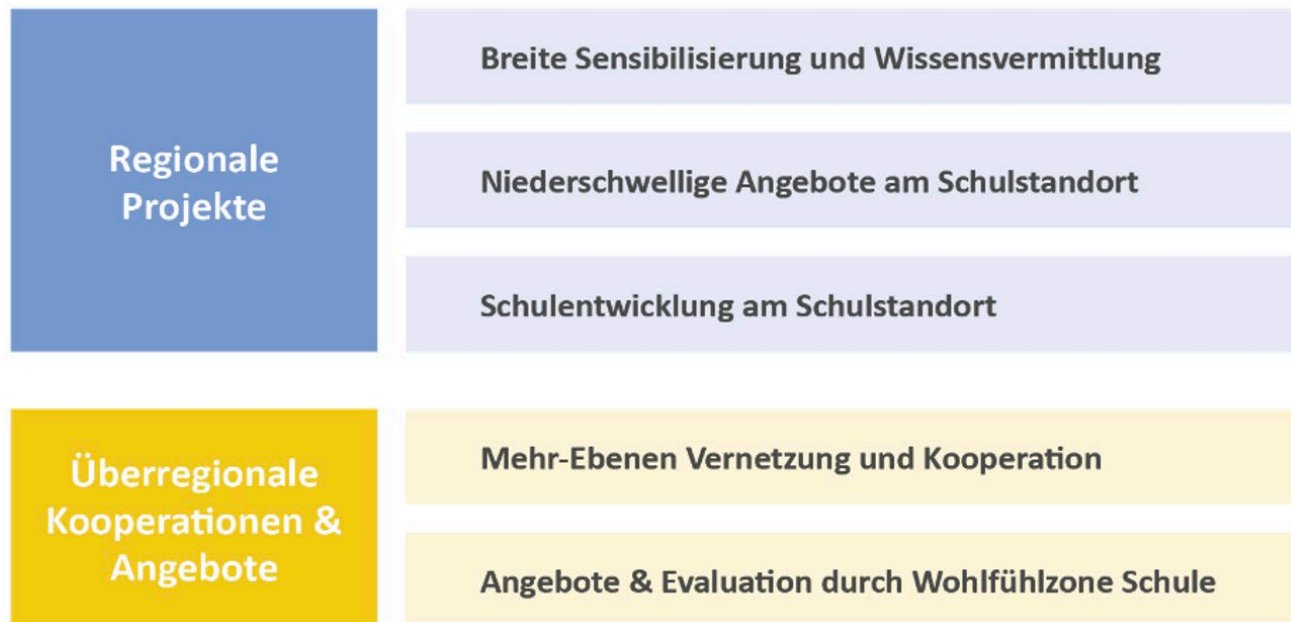 Regionale
Projekte
Breite Sensibilisierung und Wissensvermittlung
Niederschwellige Angebote am Schulstandort
Schulentwicklung am Schulstandort
Überregionale
Kooperationen &
Angebote
Mehr-Ebenen Vernetzung und Kooperation
Angebote & Evaluation durch Wohlfühlzone Schule